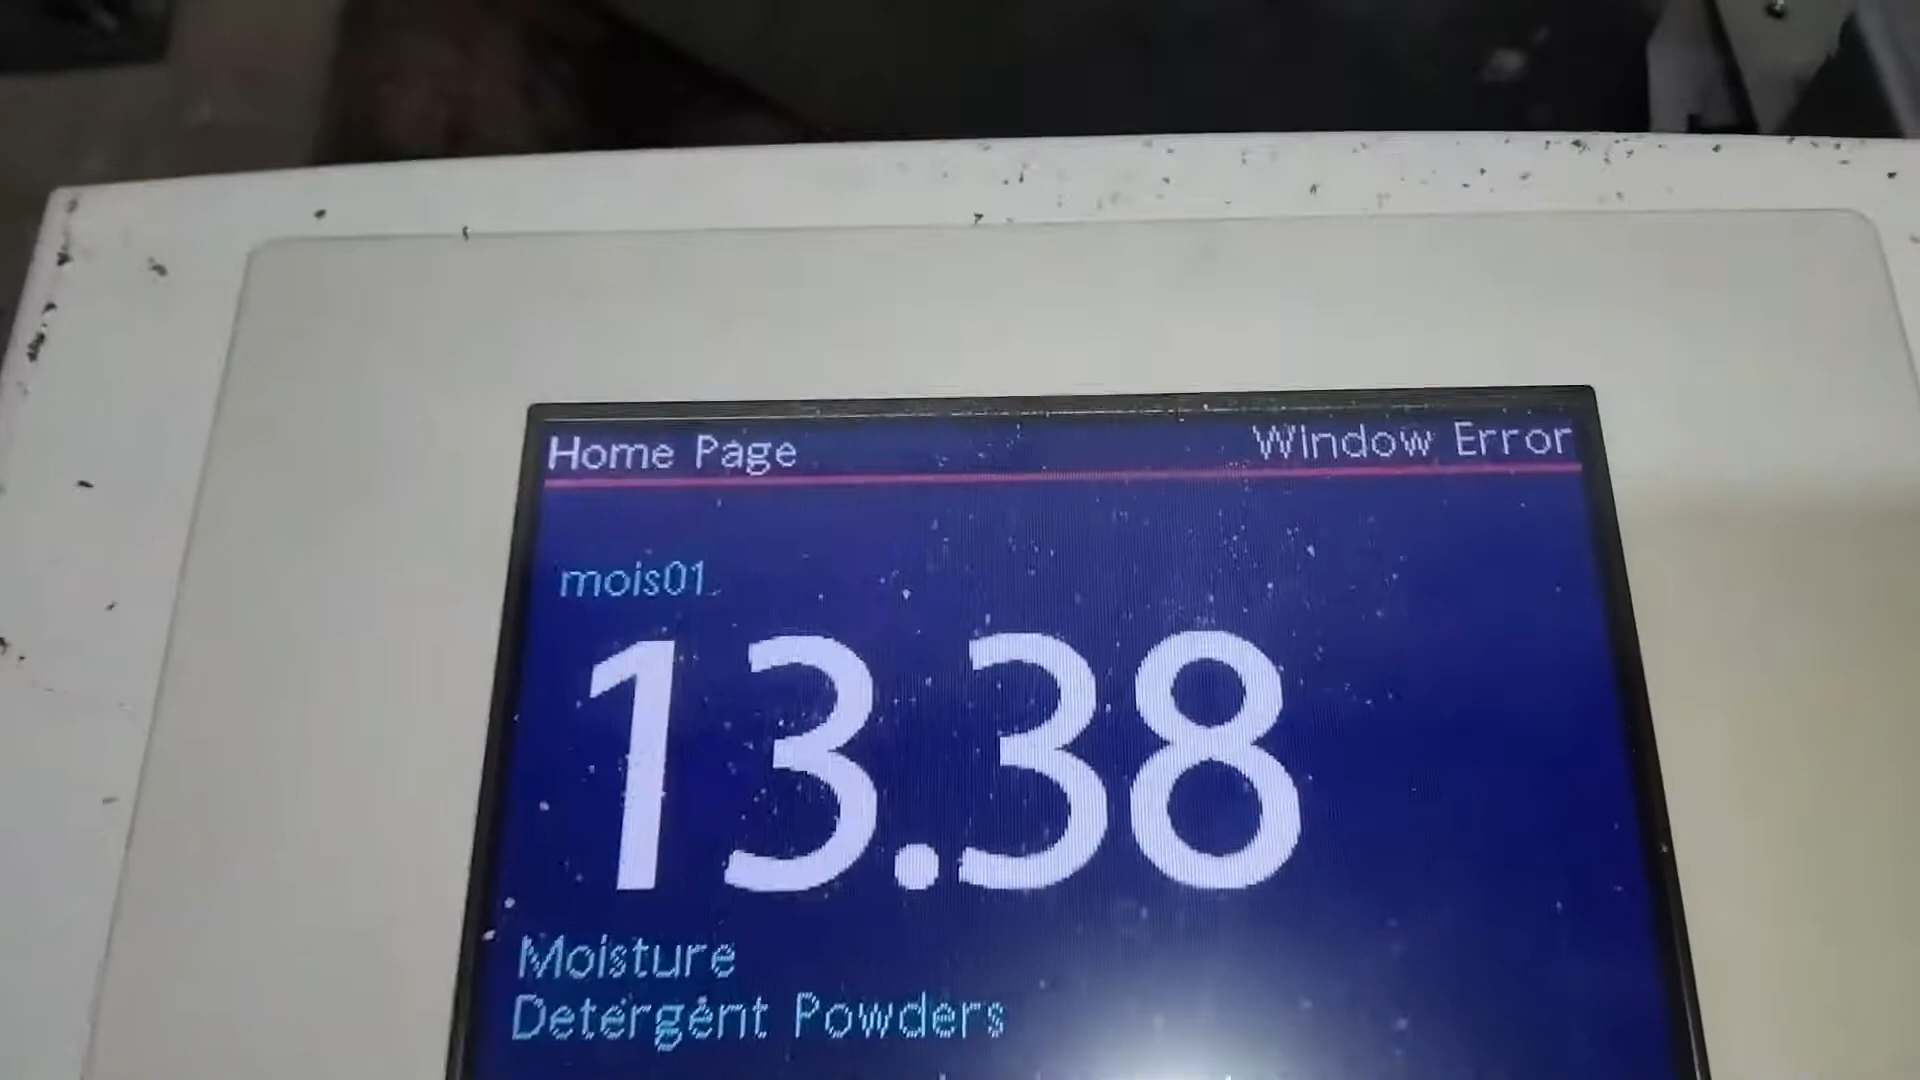 Home Page
Window Error
mois01
13.38
Moisture
Detergent Powders